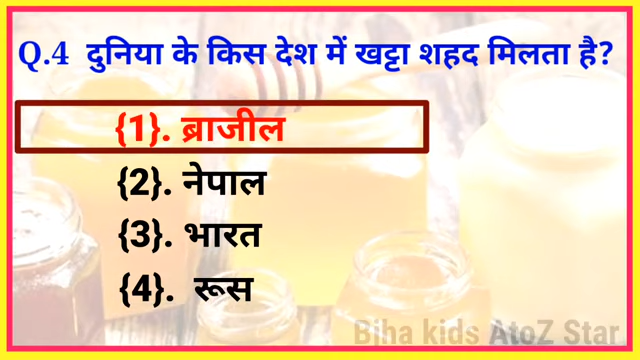 Q.4 दुनिया के किस देश में खट्टा शहद मिलता है?
{1}. ब्राजील
{2}. नेपाल
{3}. भारत
{4}. रूस
Biha kids AtoZ Star